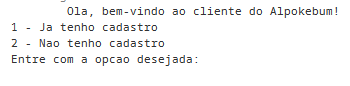 Ola, bem-vindo ao cliente do Alpokebum!
1 - Ja tenho cadastro
2 - Nao tenho cadastro
Entre com a opcao desejada: